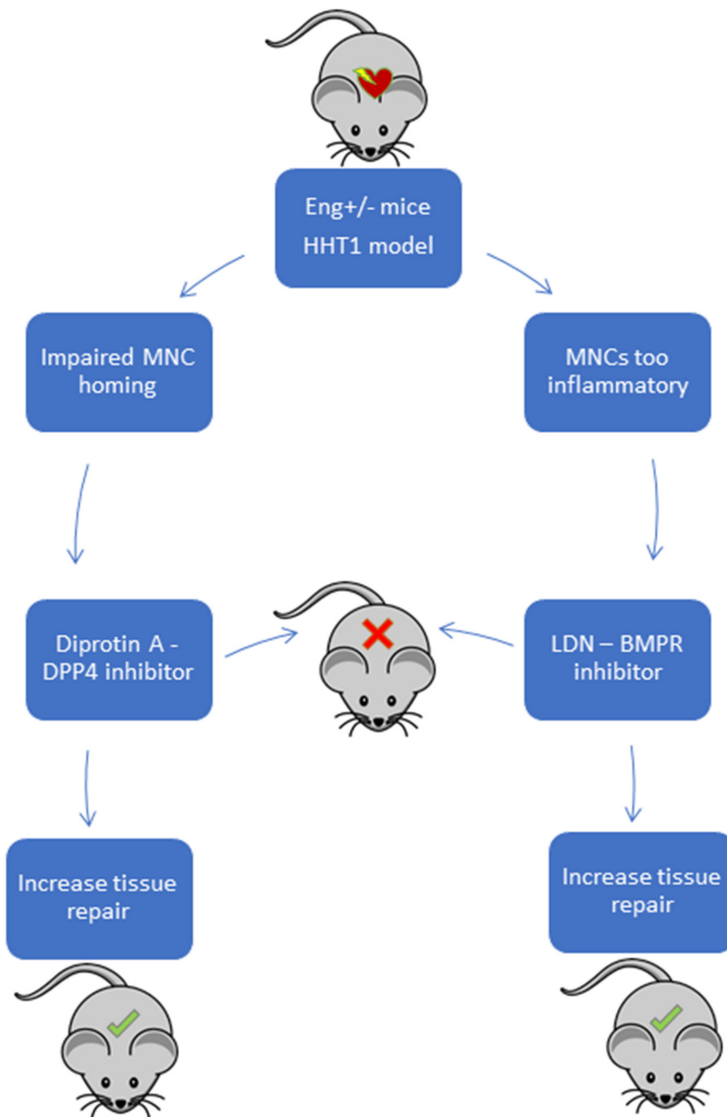 Eng+/- mice
HHT1 model
Impaired MNC
homing
MNCs too
inflammatory
Diprotin A -
DPP4 inhibitor
LDN – BMPR
inhibitor
Increase tissue
repair
Increase tissue
repair